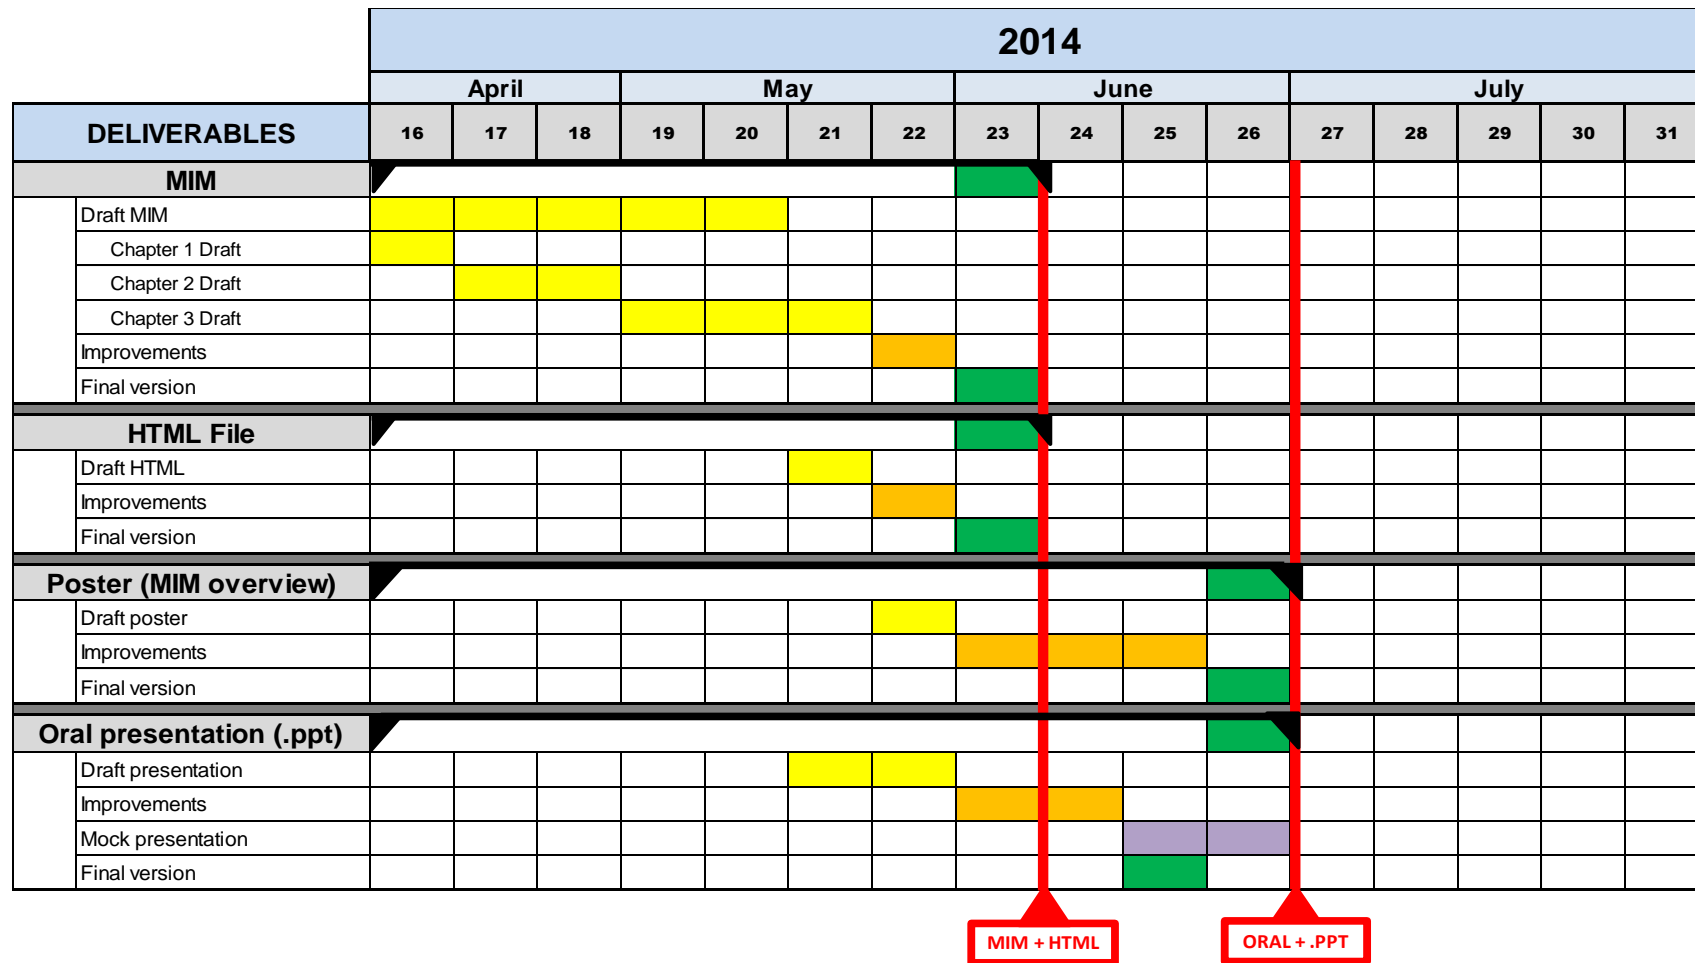 2014
April May June July
DELIVERABLES 16 17 18 19 20 21 22 23 24 25 26 27 28 29 30 31
MIM
Draft MIM
Chapter 1 Draft
Chapter 2 Draft
Chapter 3 Draft
Improvements
Final version
HTML File
Draft HTML
Improvements
Final version
Poster (MIM overview)
Draft poster
Improvements
Final version
Oral presentation (.ppt)
Draft presentation
Improvements
Mock presentation
Final version
MIM + HTML ORAL + .PPT